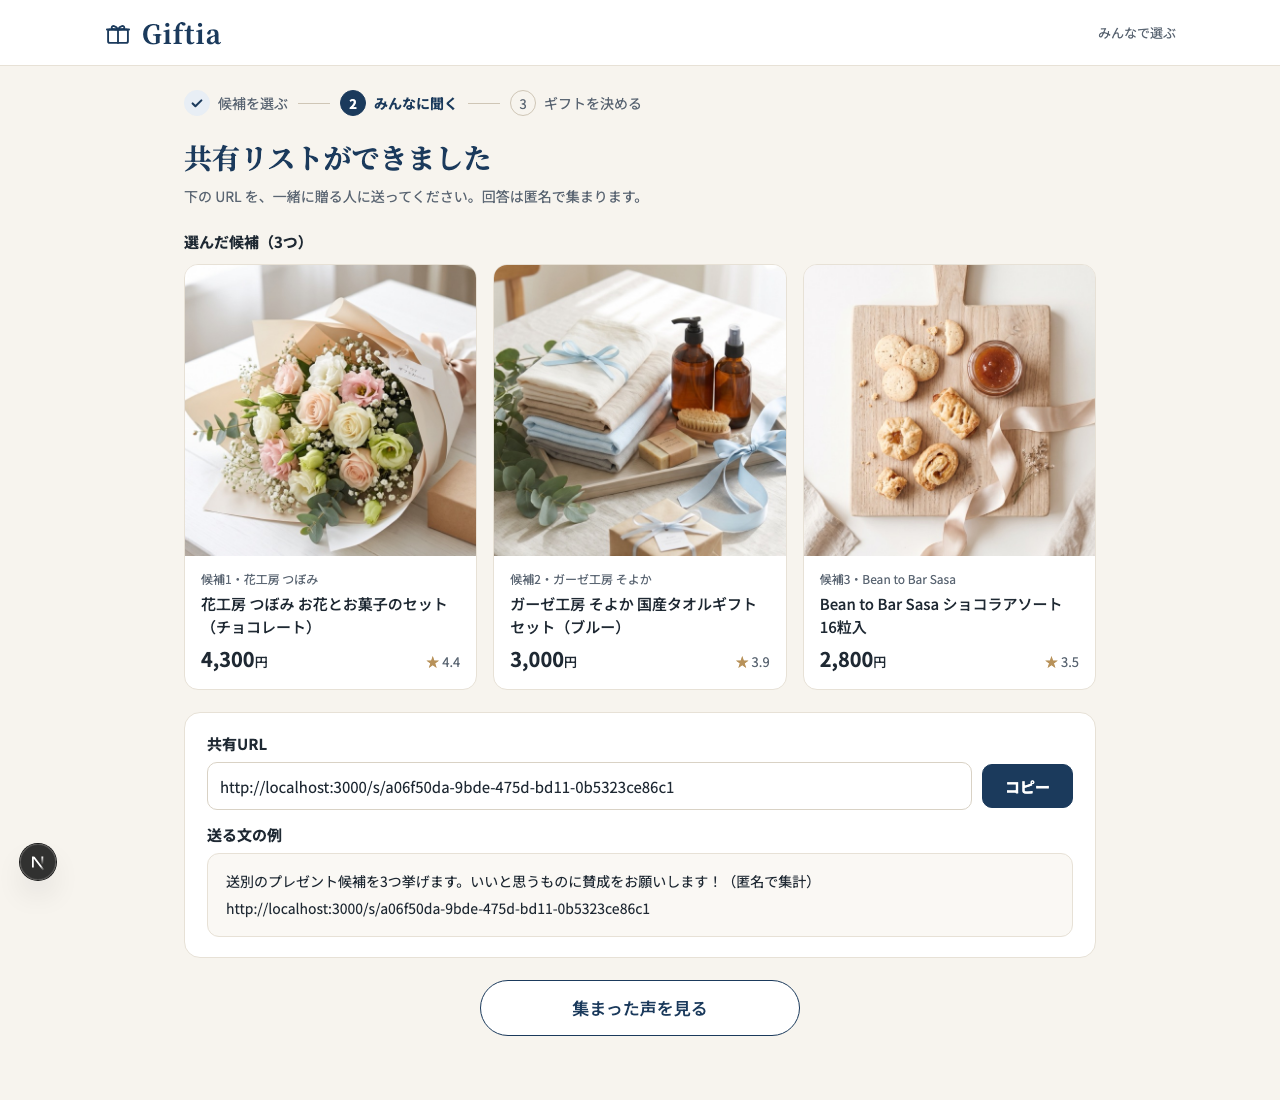 Giftia
みんなで選ぶ
候補を選ぶ
2 みんなに聞く
3 ギフトを決める
共有リストができました
下の URL を、一緒に贈る人に送ってください。回答は匿名で集まります。
選んだ候補（3つ）
候補1・花工房 つぼみ
花工房 つぼみ お花とお菓子のセット
（チョコレート）
4,300円
★ 4.4
候補2・ガーゼ工房 そよか
ガーゼ工房 そよか 国産タオルギフト
セット（ブルー）
3,000円
★ 3.9
候補3・Bean to Bar Sasa
Bean to Bar Sasa ショコラアソート
16粒入
2,800円
★ 3.5
共有URL
http://localhost:3000/s/a06f50da-9bde-475d-bd11-0b5323ce86c1
コピー
送る文の例
送別のプレゼント候補を3つ挙げます。いいと思うものに賛成をお願いします！（匿名で集計）
http://localhost:3000/s/a06f50da-9bde-475d-bd11-0b5323ce86c1
N
集まった声を見る